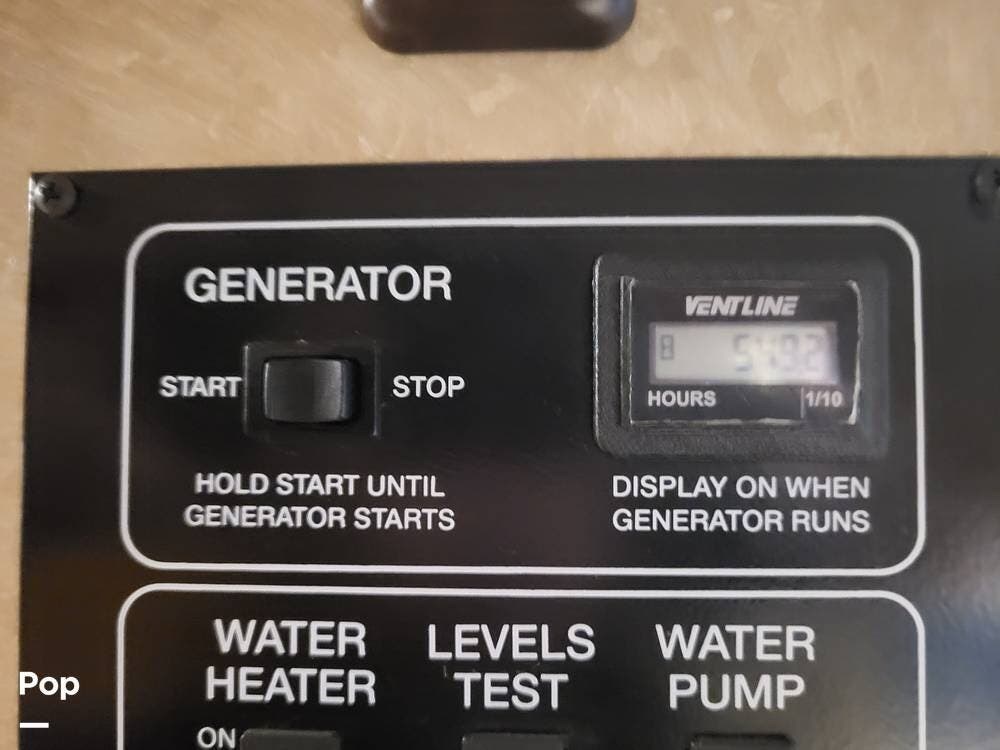 GENERATOR
VENTLINE
START
STOP
HOURS
1/10
HOLD START UNTIL
GENERATOR STARTS
DISPLAY ON WHEN
GENERATOR RUNS
WATER
HEATER
LEVELS
TEST
WATER
PUMP
ON
Pop